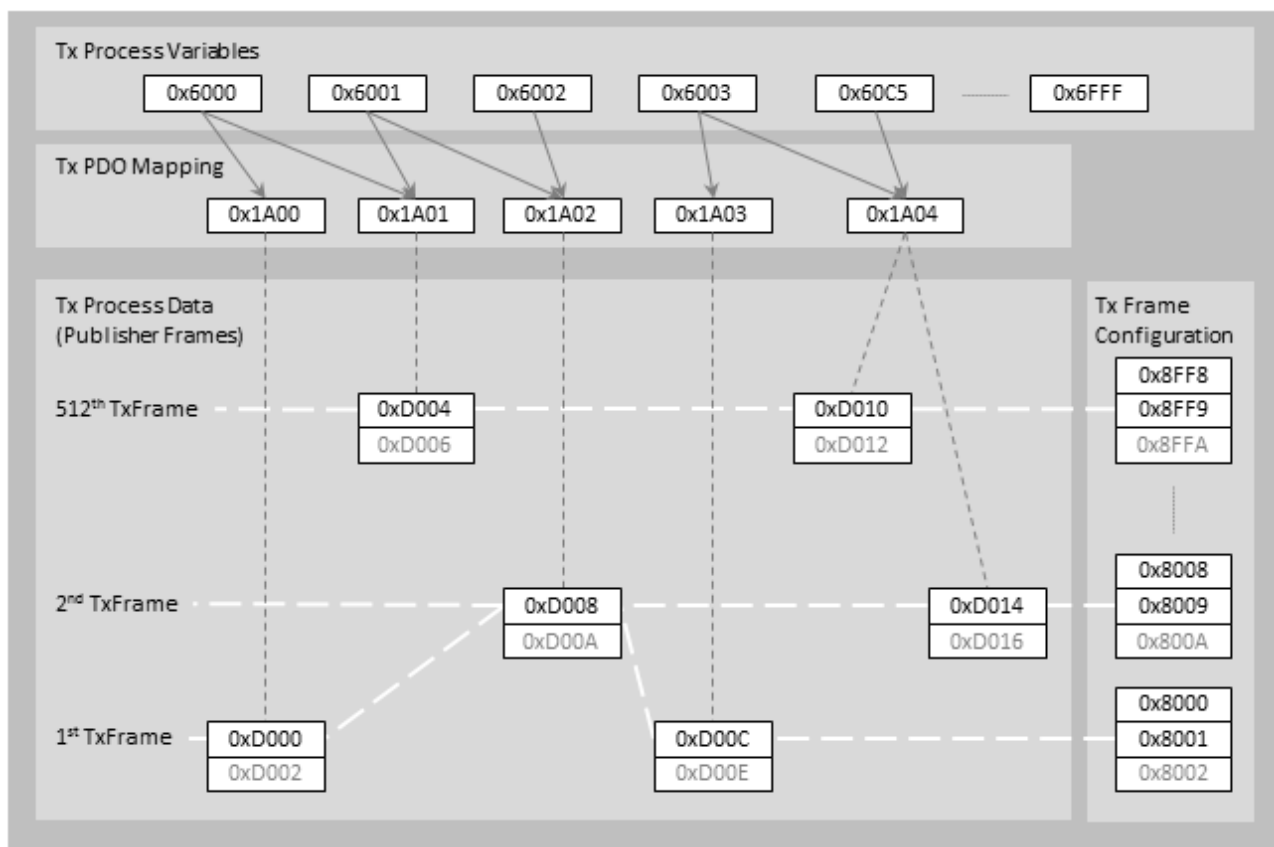 Tx Process Variables
0x6000 0x6001 0x6002 0x6003 0x60C5 0x6FFF
Tx PDO Mapping
0x1A00 0x1A01 0x1A02 0x1A03 0x1A04
Tx Process Data
(Publisher Frames)
Tx Frame
Configuration
0x8FF8
512th TxFrame 0xD004 0xD010 0x8FF9
0xD006 0xD012 0x8FFA
0x8008
2nd TxFrame 0xD008 0xD014 0x8009
0xD00A 0xD016 0x800A
0x8000
1st TxFrame 0xD000 0xD00C 0x8001
0xD002 0xD00E 0x8002